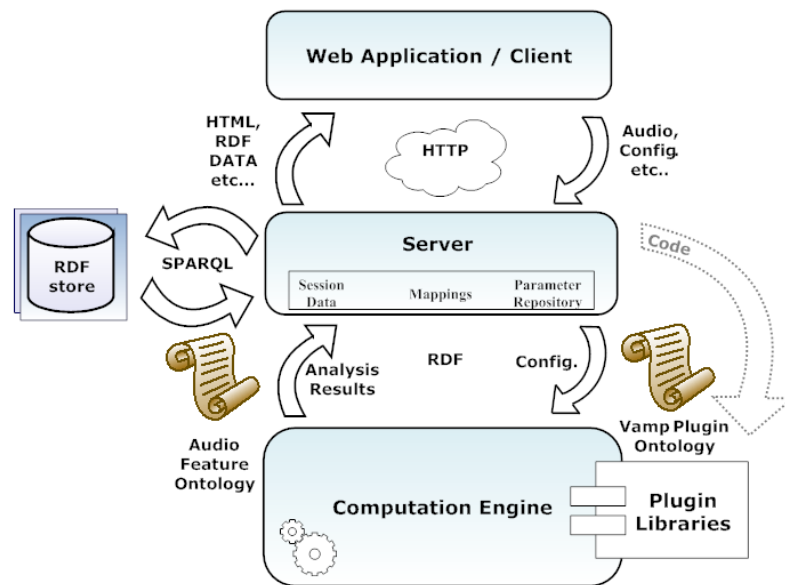 Web Application / Client
HTML,
RDF
DATA
etc...
HTTP
Audio,
Config.
etc..
Server
Code
RDF
store
SPARQL
Session
Data
Mappings
Parameter
Repository
Analysis
Results
RDF
Config.
Audio
Feature
Ontology
Vamp Plugin
Ontology
Computation Engine
Plugin
Libraries